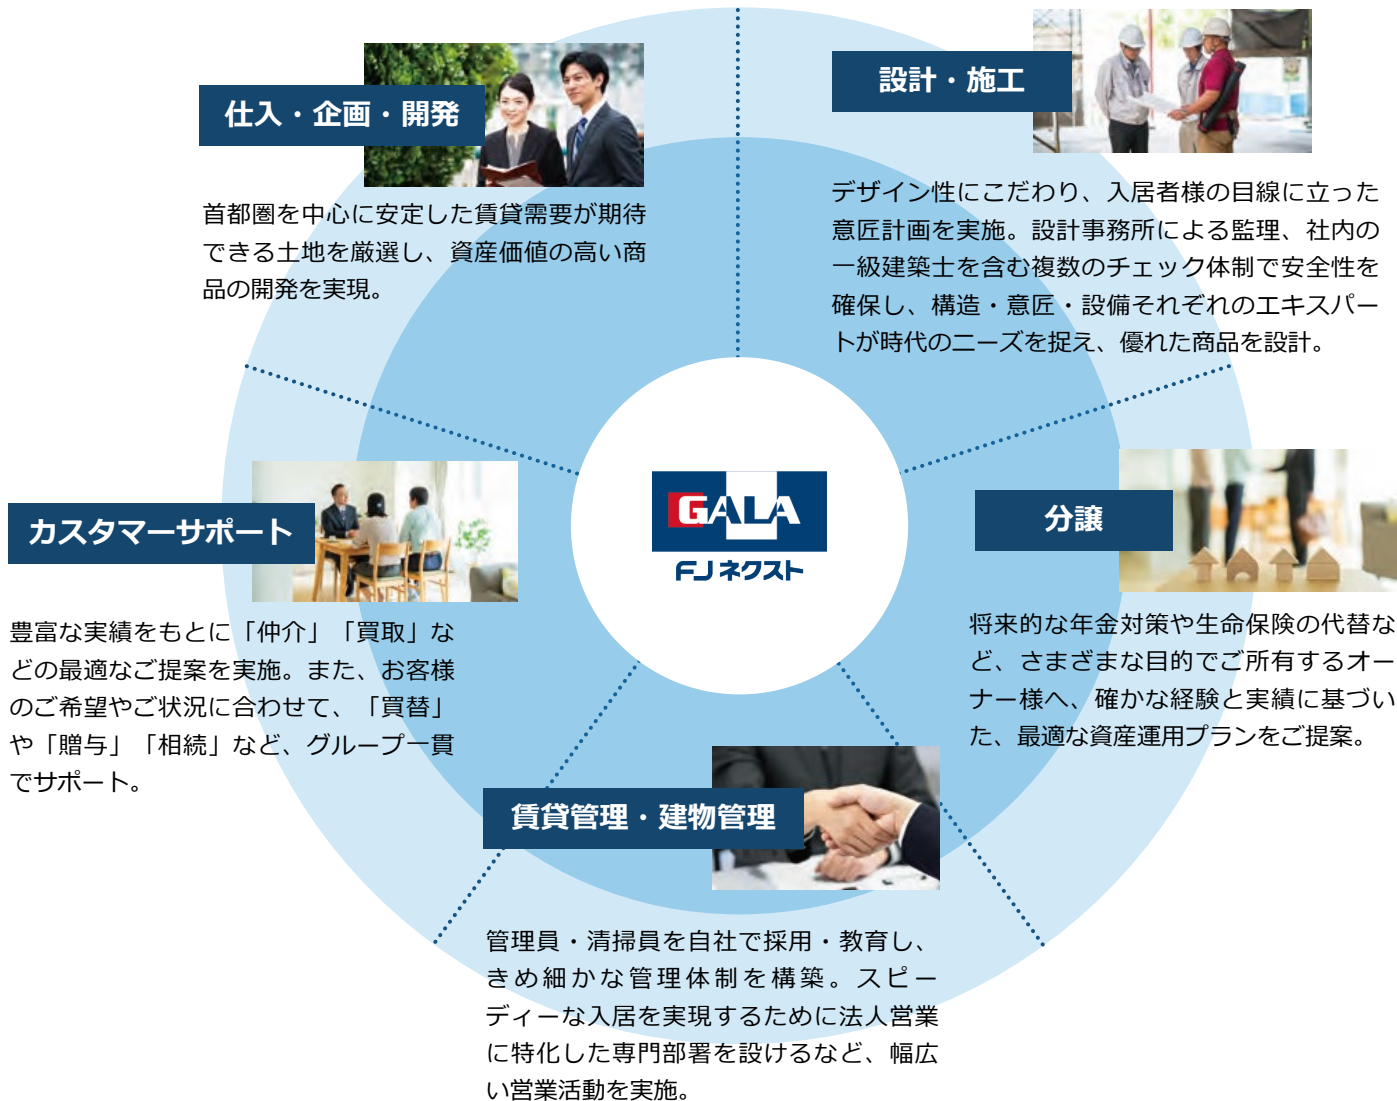 仕入・企画・開発
首都圏を中心に安定した賃貸需要が期待
できる土地を厳選し、資産価値の高い商
品の開発を実現。
設計・施工
デザイン性にこだわり、入居者様の目線に立った
意匠計画を実施。設計事務所による監理、社内の
一級建築士を含む複数のチェック体制で安全性を
確保し、構造・意匠・設備それぞれのエキスパー
トが時代のニーズを捉え、優れた商品を設計。
分譲
将来的な年金対策や生命保険の代替な
ど、さまざまな目的でご所有するオー
ナー様へ、確かな経験と実績に基づい
た、最適な資産運用プランをご提案。
賃貸管理・建物管理
管理員・清掃員を自社で採用・教育し、
きめ細かな管理体制を構築。スピー
ディーな入居を実現するために法人営業
に特化した専門部署を設けるなど、幅広
い営業活動を実施。
カスタマーサポート
豊富な実績をもとに「仲介」「買取」な
どの最適なご提案を実施。また、お客様
のご希望やご状況に合わせて、「買替」
や「贈与」「相続」など、グループ一貫
でサポート。
GALA
FJネクスト